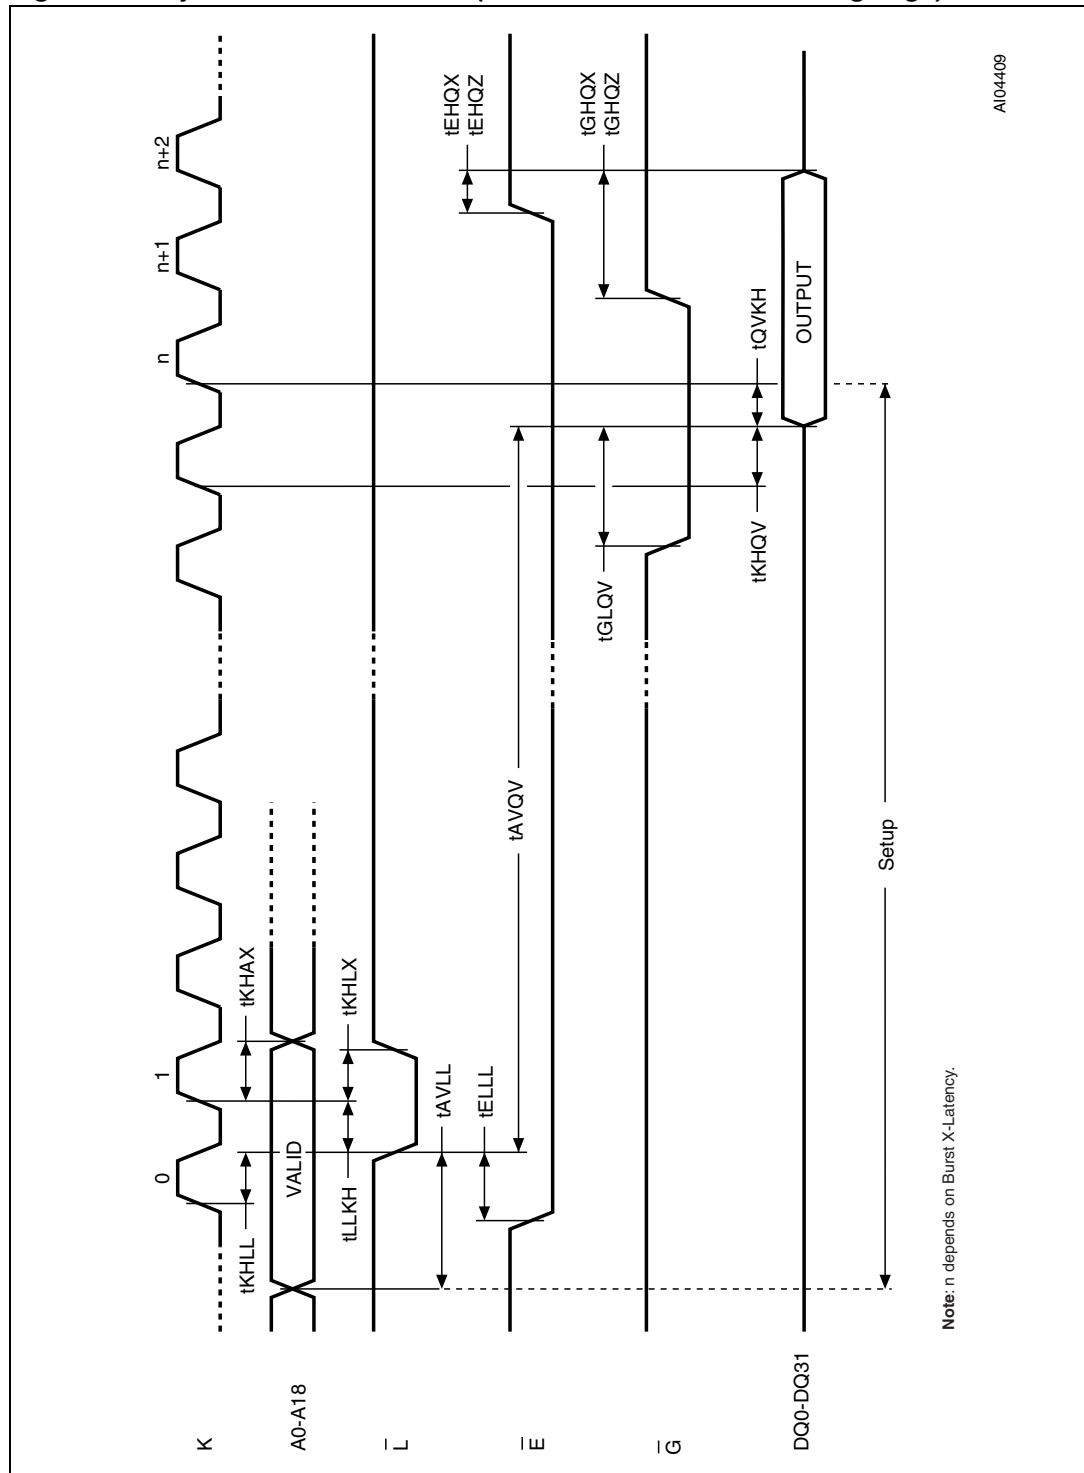 0
1
n
n+1
n+2
K
tKHLL
tKHAX
A0-A18
VALID
tLLKH
tKHLX
L
tAVLL
tEHQX
tEHQZ
tELLL
E
tAVQV
tGLQV
tGHQX
tGHQZ
G
tKHQV
tQVKH
DQ0-DQ31
OUTPUT
Setup
Note: n depends on Burst X-Latency.
AI04409